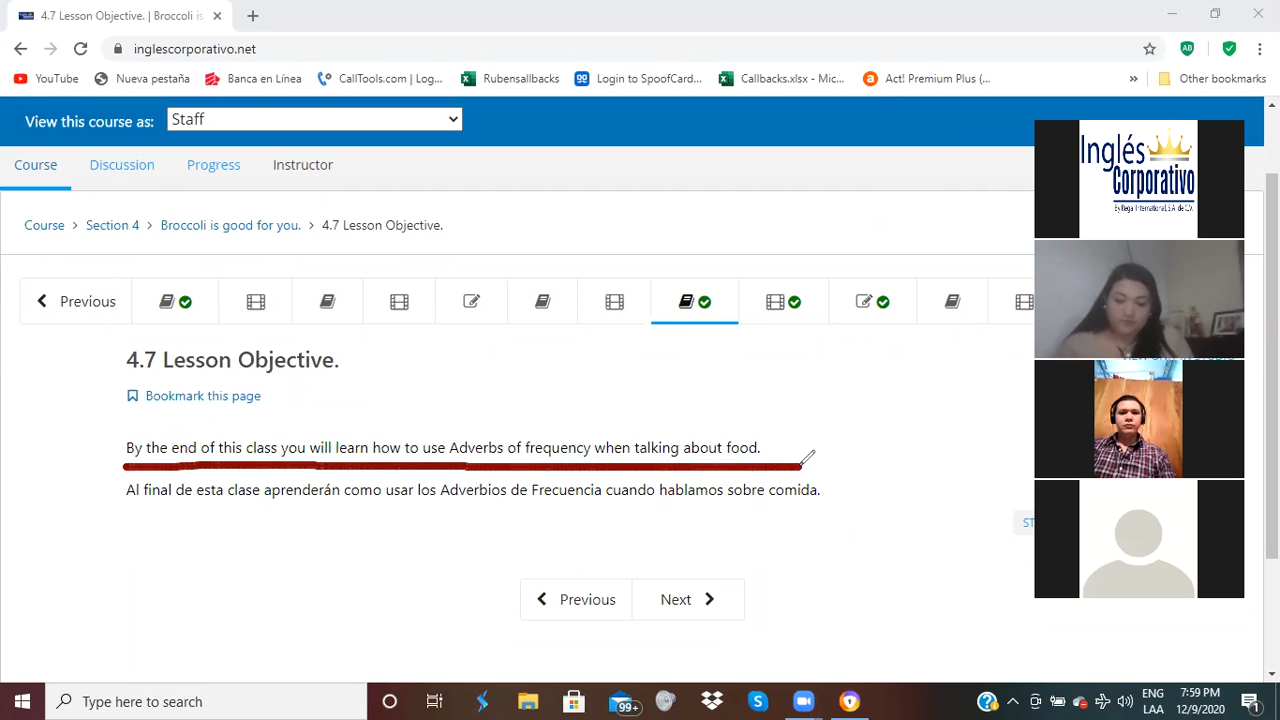 4.7 Lesson Objective. | Broccoli is
inglescorporativo.net
YouTube
Nueva pestaña
Banca en Línea
CallTools.com | Log...
Rubensallbacks
Login to SpoofCard...
Callbacks.xlsx - Mic...
Act! Premium Plus (...
»
Other bookmarks
View this course as:
Staff
Course
Discussion
Progress
Instructor
Course > Section 4 > Broccoli is good for you. > 4.7 Lesson Objective.
Previous
4.7 Lesson Objective.
Bookmark this page
By the end of this class you will learn how to use Adverbs of frequency when talking about food.
Al final de esta clase aprenderán como usar los Adverbios de Frecuencia cuando hablamos sobre comida.
ST
Previous
Next
Inglés
Corporativo
Type here to search
99+
ENG
LAA
7:59 PM
12/9/2020
1